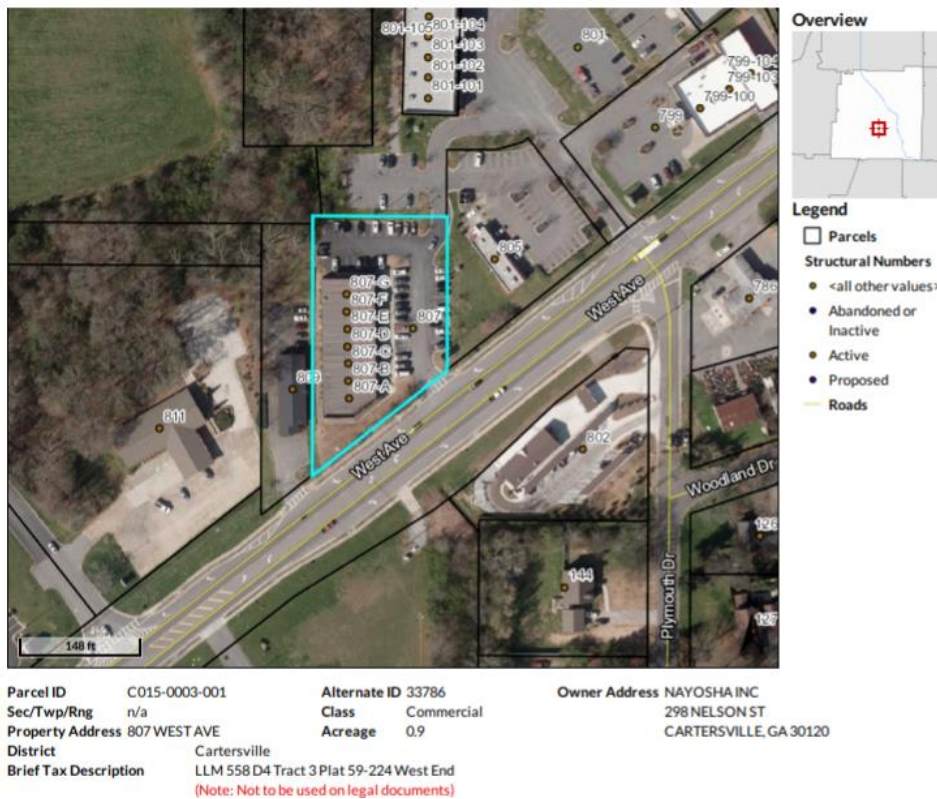 801-104
801-105
801-103
801-102
801-101
801
799-104
799-103
799-100
799
805
West Ave
786
807-G
807-F
807-E
807
807-D
807-C
807-B
807-A
809
811
West Ave
802
Woodland Dr
144
Plymouth Dr
148 ft
Overview
Legend
Parcels
Structural Numbers
<all other values>
Abandoned or
Inactive
Active
Proposed
Roads
Parcel ID C015-0003-001 Alternate ID 33786 Owner Address NAYOSHA INC
Sec/Twp/Rng n/a Class Commercial 298 NELSON ST
Property Address 807 WEST AVE Acreage 0.9 CARTERSVILLE, GA 30120
District Cartersville
Brief Tax Description LLM 558 D4 Tract 3 Plat 59-224 West End
(Note: Not to be used on legal documents)